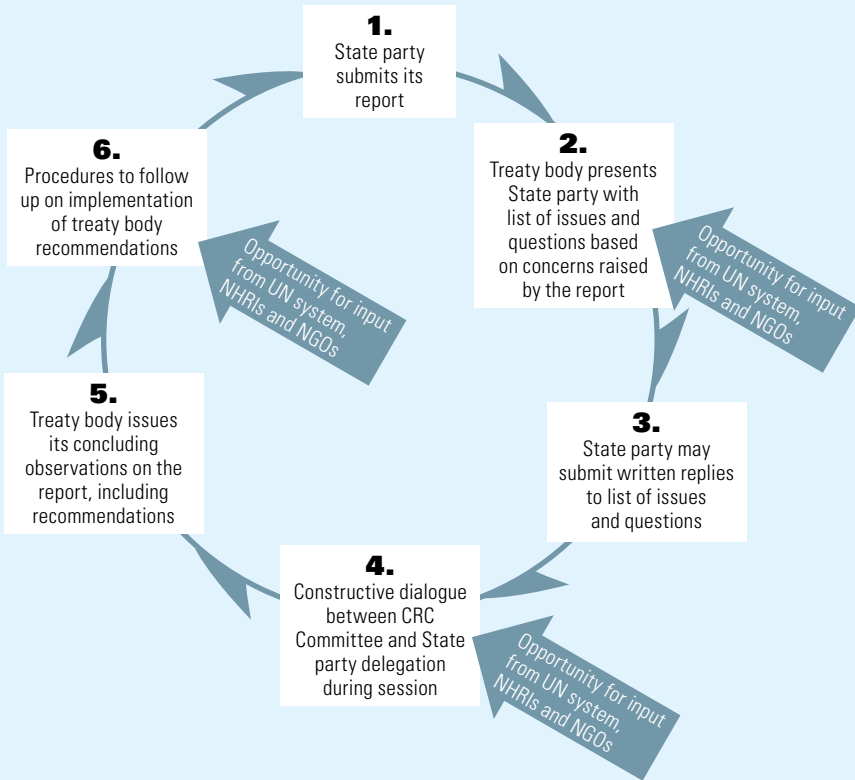 1.
State party
submits its
report
2.
Treaty body presents
State party with
list of issues and
questions based
on concerns raised
by the report
Opportunity for input
from UN system,
NHRIs and NGOs
3.
State party may
submit written replies
to list of issues
and questions
4.
Constructive dialogue
between CRC
Committee and State
party delegation
during session
Opportunity for input
from UN system,
NHRIs and NGOs
5.
Treaty body issues
its concluding
observations on the
report, including
recommendations
6.
Procedures to follow
up on implementation
of treaty body
recommendations
Opportunity for input
from UN system,
NHRIs and NGOs